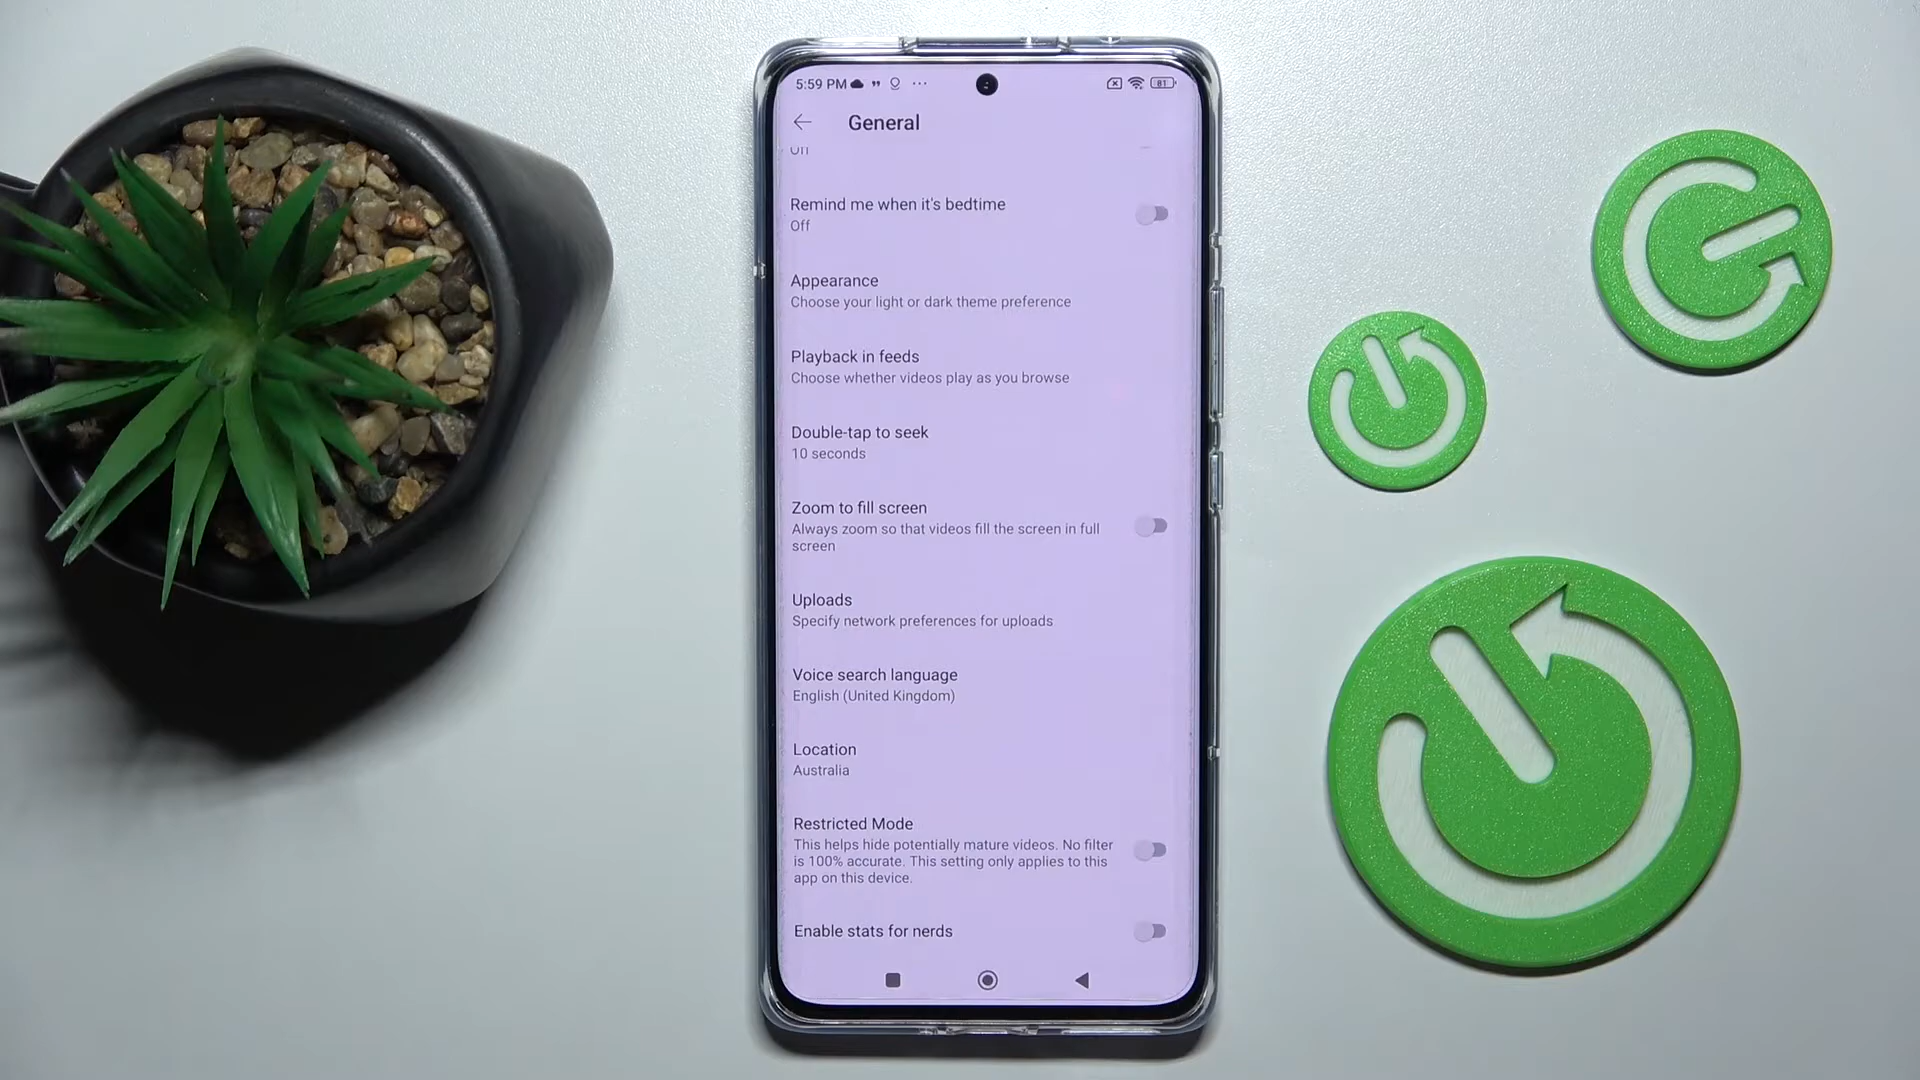 5:59 PM
81
General
Off
Remind me when it's bedtime
Off
Appearance
Choose your light or dark theme preference
Playback in feeds
Choose whether videos play as you browse
Double-tap to seek
10 seconds
Zoom to fill screen
Always zoom so that videos fill the screen in full
screen
Uploads
Specify network preferences for uploads
Voice search language
English (United Kingdom)
Location
Australia
Restricted Mode
This helps hide potentially mature videos. No filter
is 100% accurate. This setting only applies to this
app on this device.
Enable stats for nerds